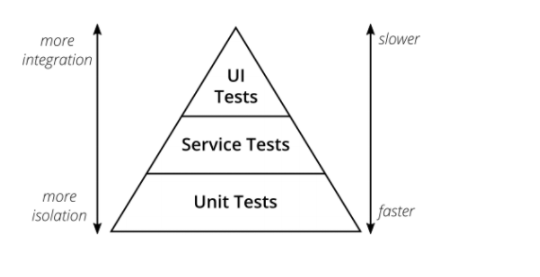 more
integration
slower
UI
Tests
Service Tests
more
isolation
Unit Tests
faster